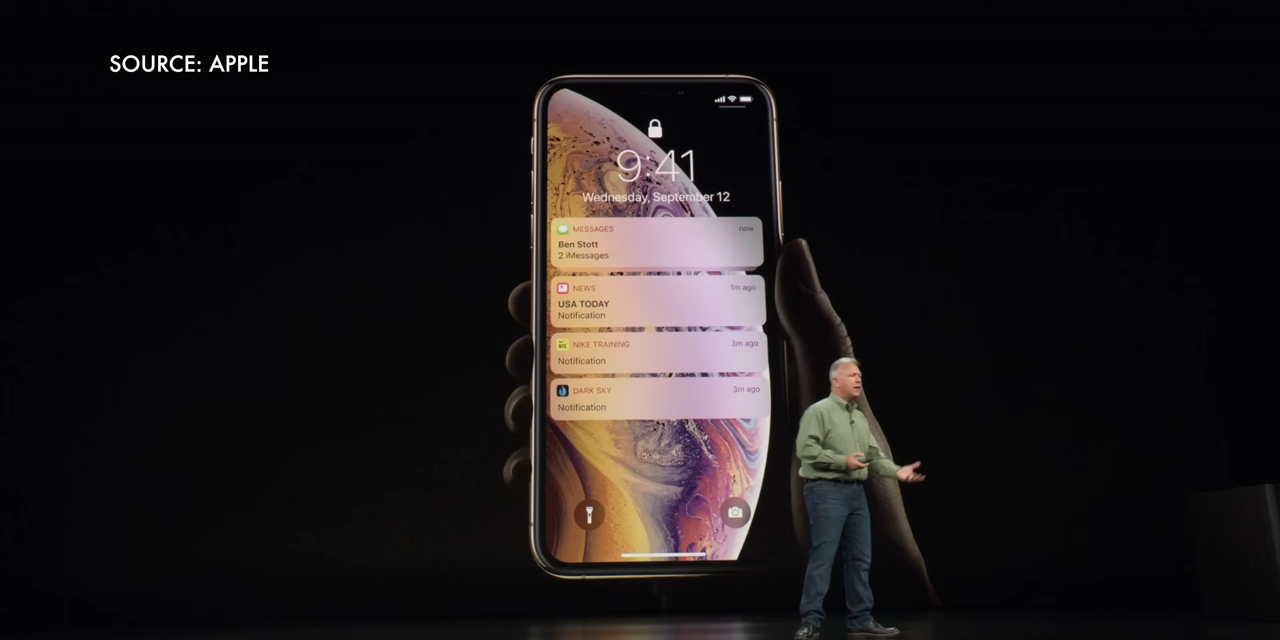 SOURCE: APPLE
9:41
Wednesday, September 12
MESSAGES now
Ben Stott
2 iMessages
NEWS 1m ago
USA TODAY
Notification
NIKE TRAINING 3m ago
Notification
DARK SKY 3m ago
Notification